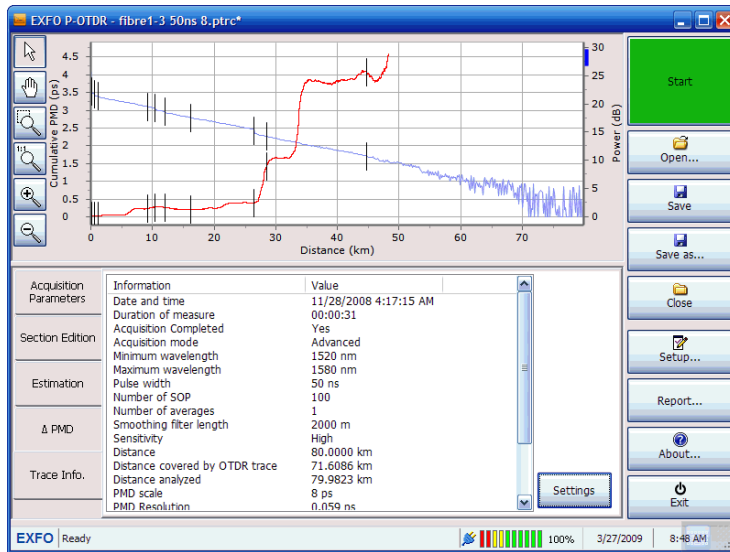 EXFO P-OTDR - fibre1-3 50ns 8.ptrc*
1:1
Cumulative PMD (ps)
4.5
4
3.5
3
2.5
2
1.5
1
0.5
0
0 10 20 30 40 50 60 70
Distance (km)
30
25
20
15
10
5
0
Power (dB)
Start
Open...
Save
Save as...
Close
Setup...
Report...
About...
Exit
Acquisition
Parameters
Section Edition
Estimation
Δ PMD
Trace Info.
Information Value
Date and time 11/28/2008 4:17:15 AM
Duration of measure 00:00:31
Acquisition Completed Yes
Acquisition mode Advanced
Minimum wavelength 1520 nm
Maximum wavelength 1580 nm
Pulse width 50 ns
Number of SOP 100
Number of averages 1
Smoothing filter length 2000 m
Sensitivity High
Distance 80.0000 km
Distance covered by OTDR trace 71.6086 km
Distance analyzed 79.9823 km
PMD scale 8 ps
PMD Resolution 0.059 ps
Settings
EXFO Ready 100% 3/27/2009 8:48 AM